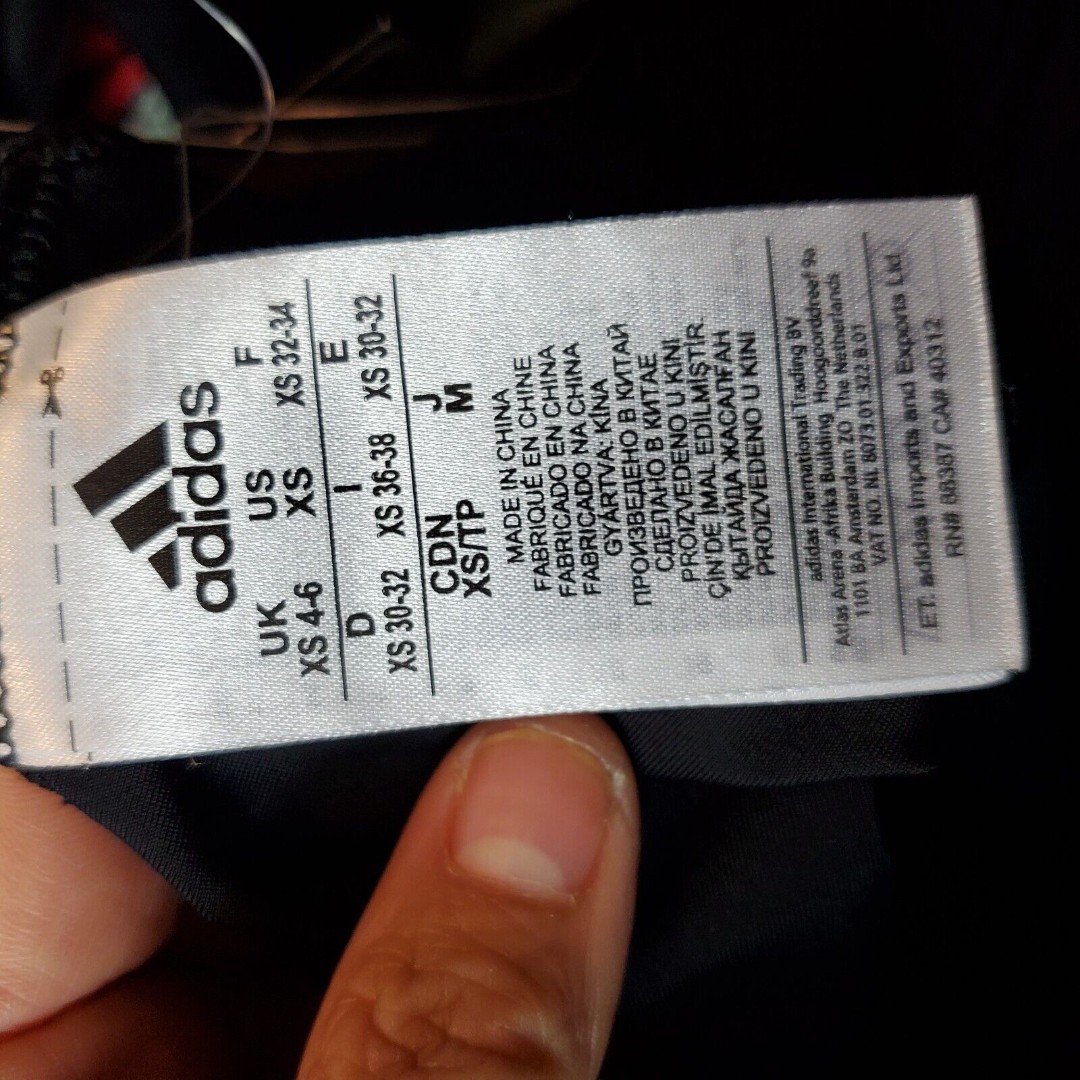 adidas
UK US F
XS 4-6 XS XS 32-34
D I E
XS 30-32 XS 36-38 XS 30-32
CDN J
XS/TP M
MADE IN CHINA
FABRIQUÉ EN CHINE
FABRICADO EN CHINA
FABRICADO NA CHINA
GYÁRTVA: KÍNA
ПРОИЗВЕДЕНО В КИТАЙ
СДЕЛАНО В КИТАЕ
PROIZVEDENO U KINI
ÇİN'DE İMAL EDİLMİŞTİR
ҚЫТАЙДА ЖАСАЛҒАН
PROIZVEDENO U KINI
adidas International Trading BV
Atlas Arena -Afrika Building Hoogoorddreef 9a
1101 BA Amsterdam ZO The Netherlands
VAT NO. NL 8073.01.322.B.01
ET. adidas Imports and Exports Ltd
RN# 88387 CA# 40312